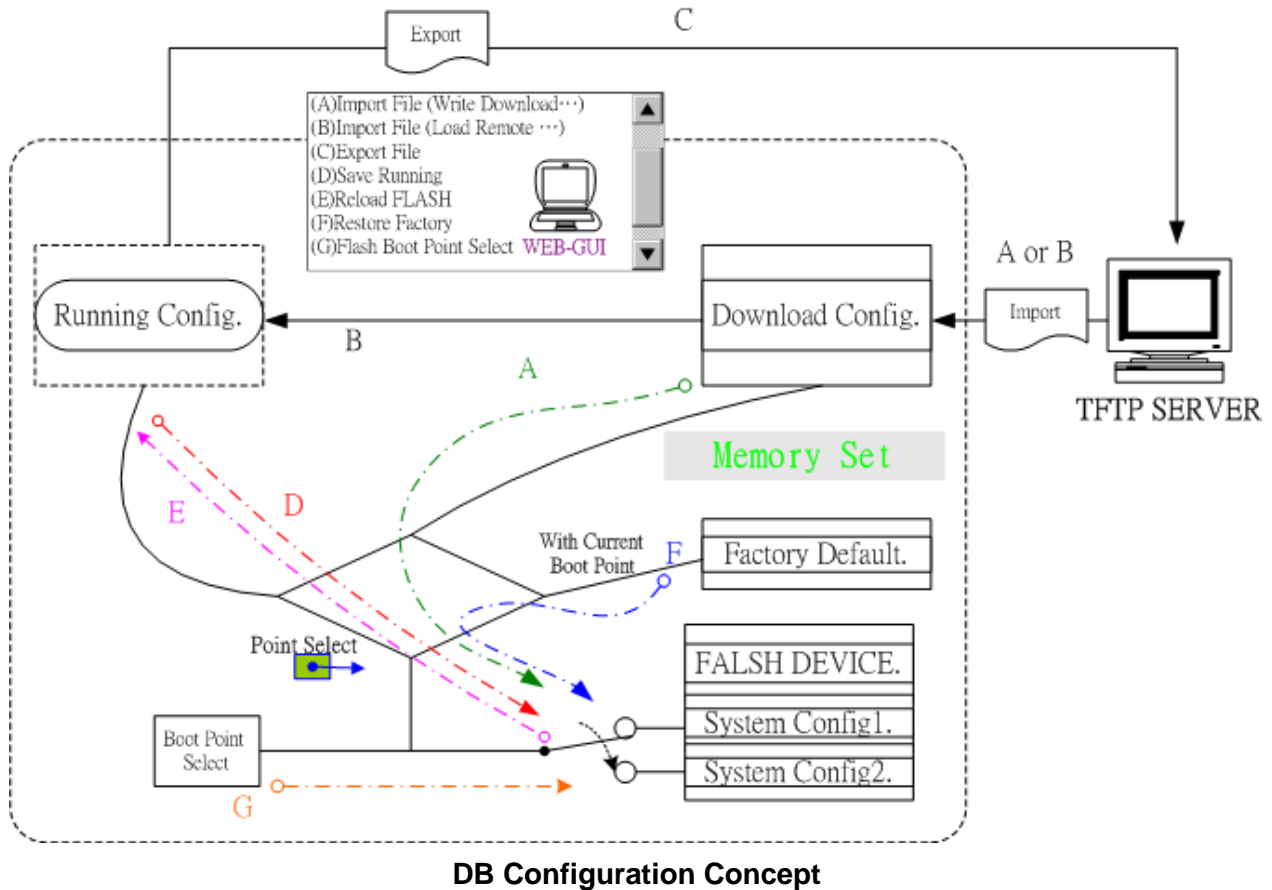 Export
C
(A)Import File (Write Download⋯)
(B)Import File (Load Remote ⋯)
(C)Export File
(D)Save Running
(E)Reload FLASH
(F)Restore Factory
(G)Flash Boot Point Select WEB-GUI
A or B
Running Config.
Download Config.
Import
B
A
TFTP SERVER
Memory Set
E
D
With Current
Boot Point
F
Factory Default.
Point Select
FALSH DEVICE.
System Config1.
Boot Point
Select
System Config2.
G
DB Configuration Concept